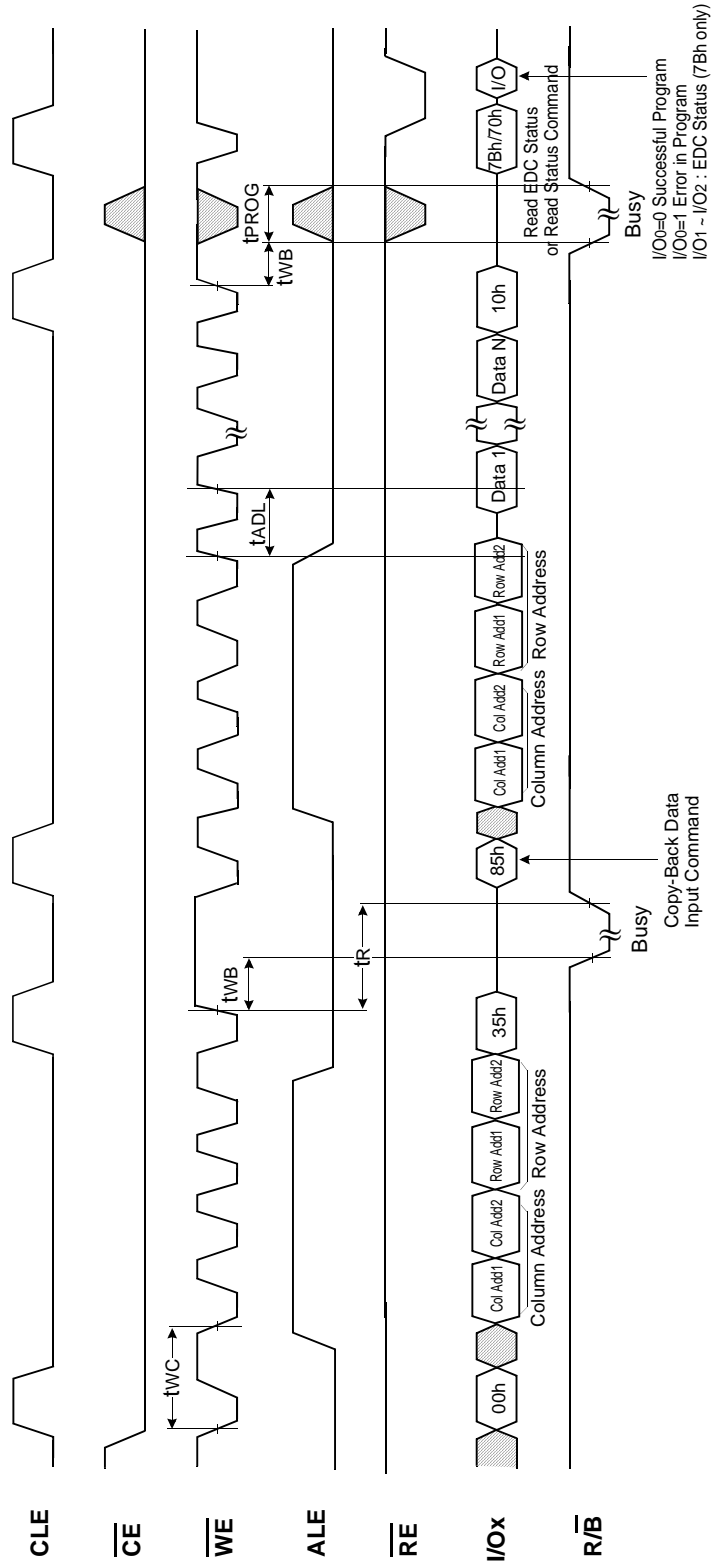 CLE
CE
WE
ALE
RE
I/Ox
R/B
tWC
tWB
tADL
tWB
tPROG
tR
00h
Col Add1
Col Add2
Row Add1
Row Add2
35h
85h
Col Add1
Col Add2
Row Add1
Row Add2
Data 1
Data N
10h
7Bh/70h
I/O
Column Address
Row Address
Column Address
Row Address
Read EDC Status
or Read Status Command
Busy
Busy
Copy-Back Data
Input Command
I/O0=0 Successful Program
I/O0=1 Error in Program
I/O1 ~ I/O2 : EDC Status (7Bh only)